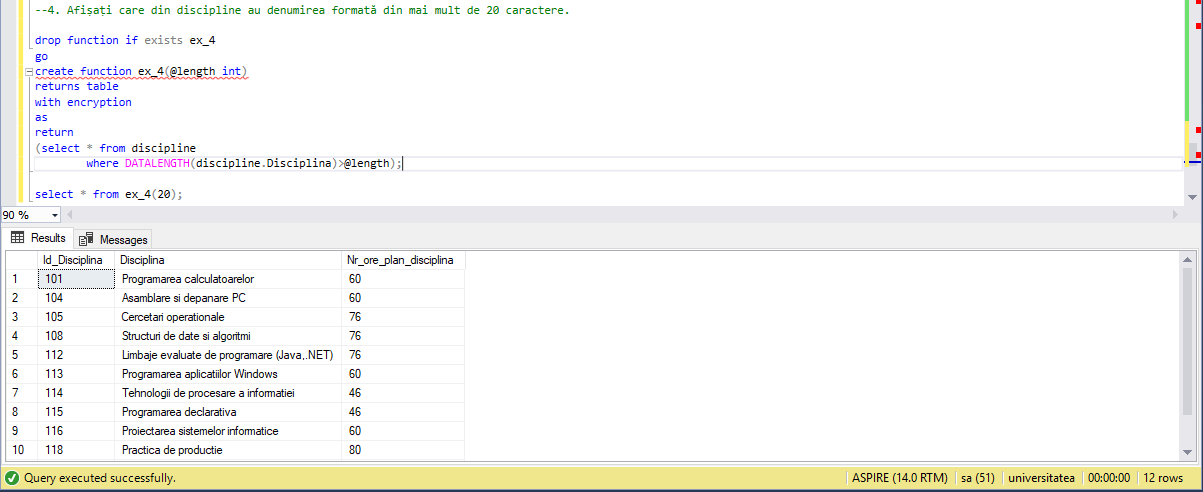 --4. Afișați care din discipline au denumirea formată din mai mult de 20 caractere.
drop function if exists ex_4
go
create function ex_4(@length int)
returns table
with encryption
as
return
(select * from discipline
where DATALENGTH(discipline.Disciplina)>@length);
select * from ex_4(20);
90 %
Results Messages
Id_Disciplina Disciplina Nr_ore_plan_disciplina
1 101 Programarea calculatoarelor 60
2 104 Asamblare si depanare PC 60
3 105 Cercetari operationale 76
4 108 Structuri de date si algoritmi 76
5 112 Limbaje evaluate de programare (Java,.NET) 76
6 113 Programarea aplicatiilor Windows 60
7 114 Tehnologii de procesare a informatiei 46
8 115 Programarea declarativa 46
9 116 Proiectarea sistemelor informatice 60
10 118 Practica de productie 80
Query executed successfully. ASPIRE (14.0 RTM) sa (51) universitatea 00:00:00 12 rows